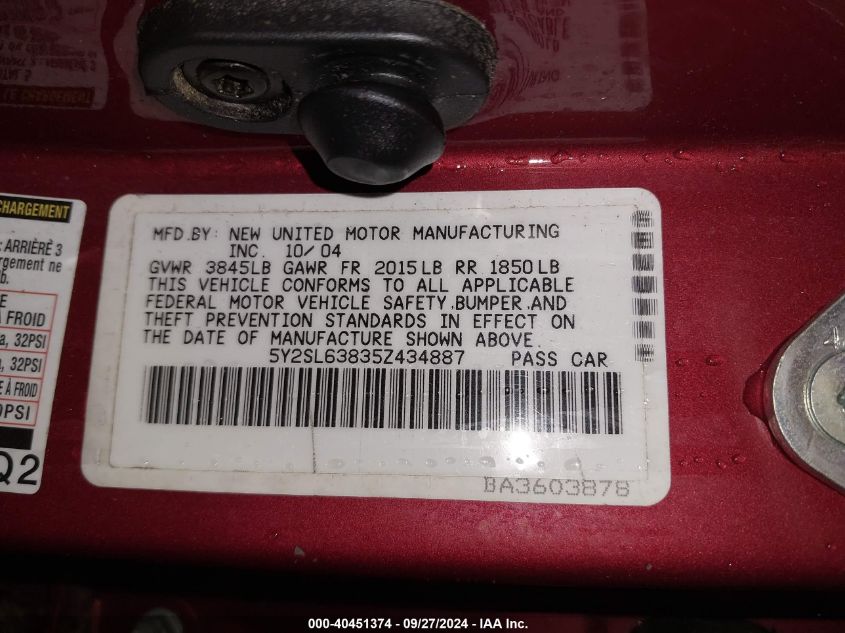 CHARGEMENT
: ARRIÈRE 3
argement ne
b.
E
À FROID
a, 32PSI
a, 32PSI
E À FROID
0PSI
Q2
MFD.BY: NEW UNITED MOTOR MANUFACTURING
INC. 10/04
GVWR 3845LB GAWR FR 2015LB RR 1850LB
THIS VEHICLE CONFORMS TO ALL APPLICABLE
FEDERAL MOTOR VEHICLE SAFETY.BUMPER.AND
THEFT PREVENTION STANDARDS IN EFFECT ON
THE DATE OF MANUFACTURE SHOWN ABOVE.
5Y2SL63835Z434887 PASS CAR
BA3603878
000-40451374 - 09/27/2024 - IAA Inc.